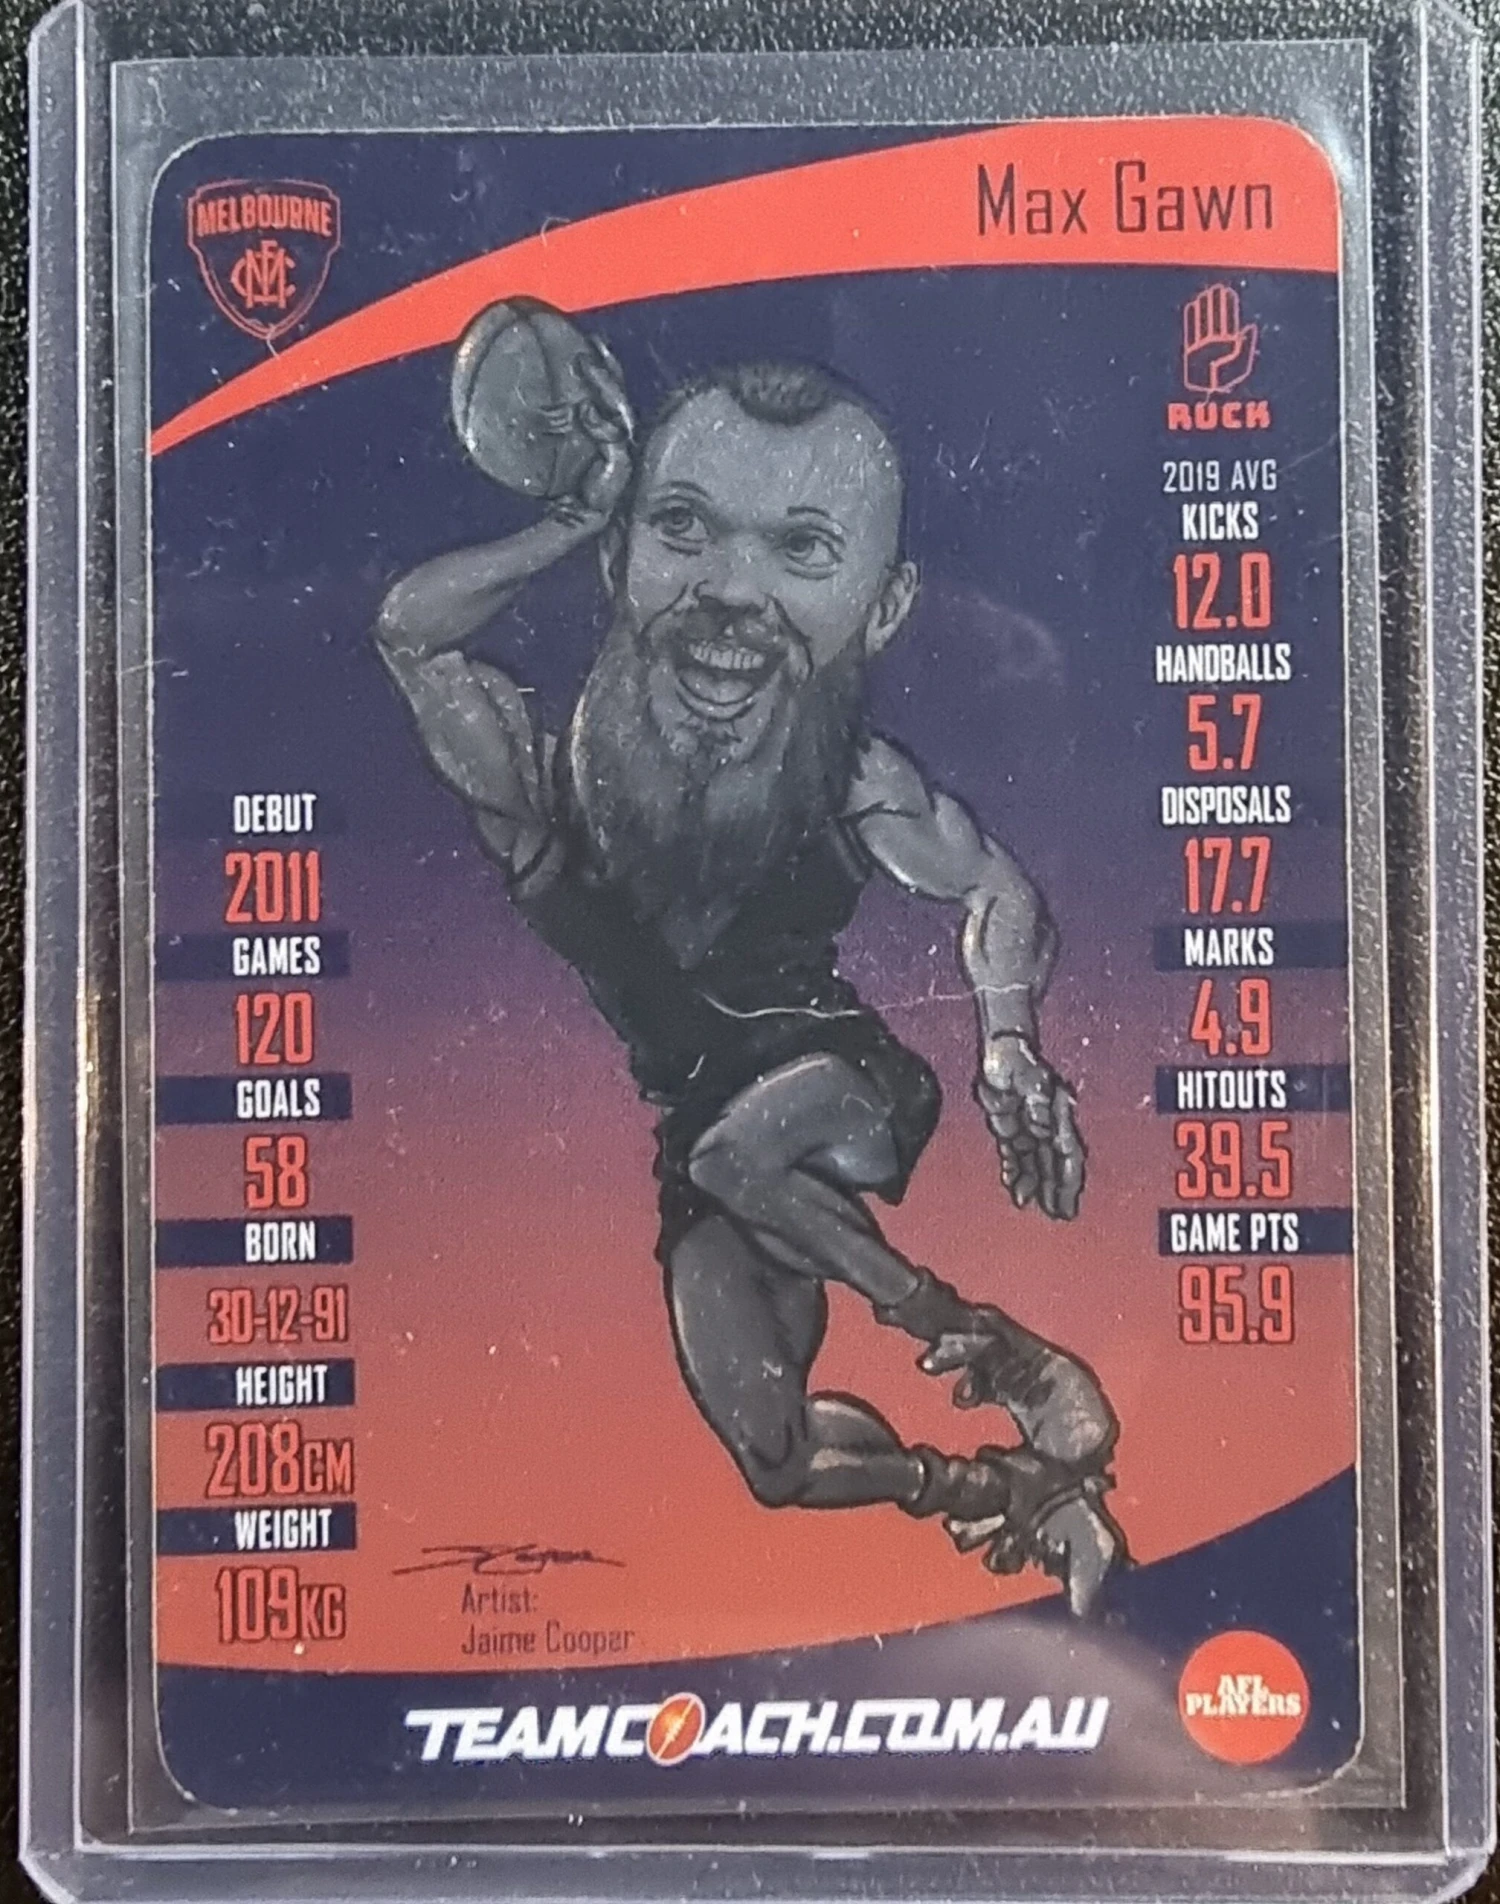 MELBOURNE
MFC
Max Gawn
RUCK
2019 AVG
KICKS
12.0
HANDBALLS
5.7
DISPOSALS
17.7
MARKS
4.9
HITOUTS
39.5
GAME PTS
95.9
DEBUT
2011
GAMES
120
GOALS
58
BORN
30-12-91
HEIGHT
208CM
WEIGHT
109KG
Artist:
Jaime Cooper
TEAMCOACH.COM.AU
AFL
PLAYERS